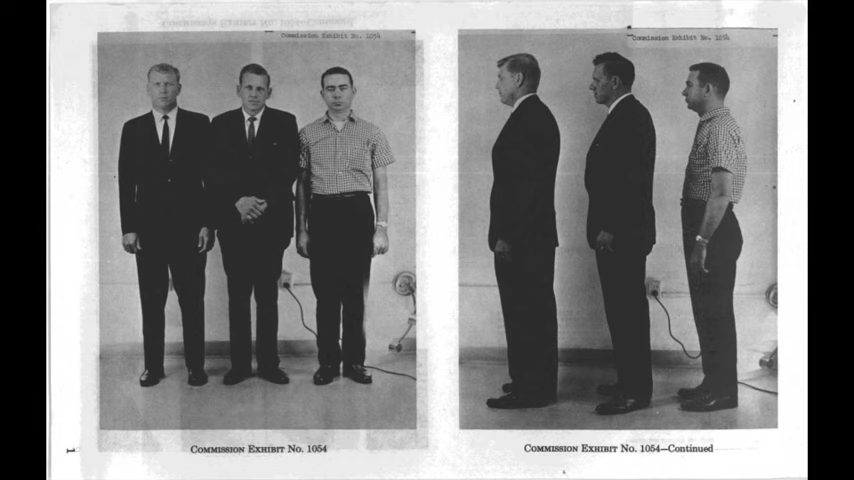 Commission Exhibit No. 1054
Commission Exhibit No. 1054
COMMISSION EXHIBIT No. 1054
COMMISSION EXHIBIT No. 1054—Continued